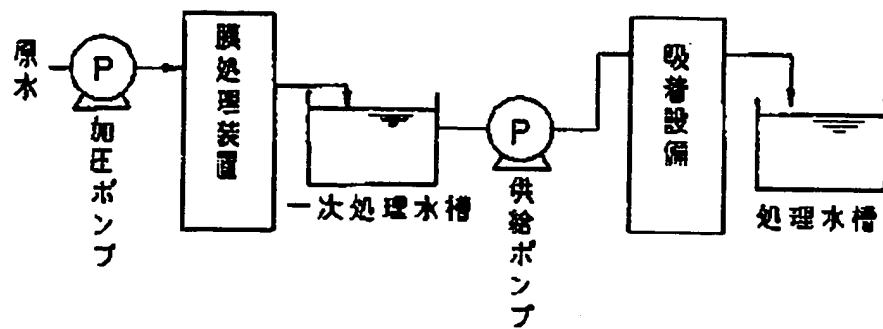 原水
P
加圧ポンプ
膜処理装置
一次処理水槽
P
供給ポンプ
吸着設備
処理水槽